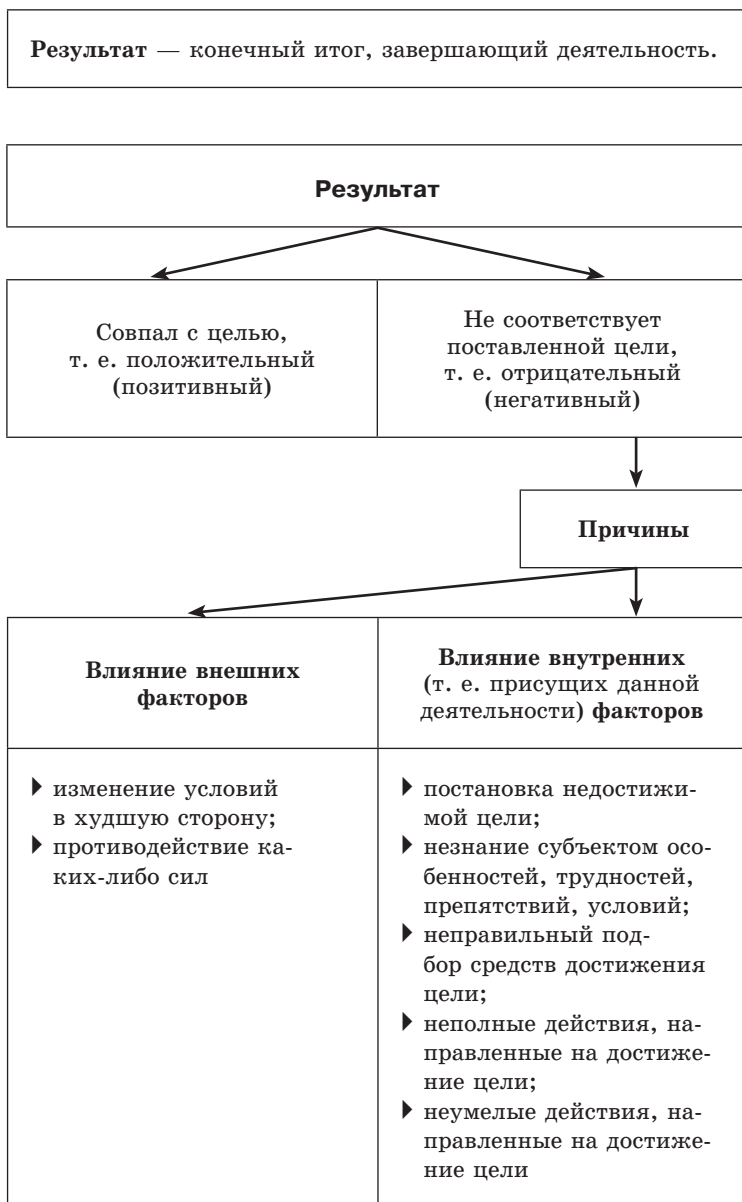 Результат — конечный итог, завершающий деятельность.
Результат
Совпал с целью,
т. е. положительный
(позитивный)
Не соответствует
поставленной цели,
т. е. отрицательный
(негативный)
Причины
Влияние внешних
факторов
Влияние внутренних
(т. е. присущих данной
деятельности) факторов
изменение условий
в худшую сторону;
противодействие ка-
ких-либо сил
постановка недостижи-
мой цели;
незнание субъектом осо-
бенностей, трудностей,
препятствий, условий;
неправильный под-
бор средств достижения
цели;
неполные действия, на-
правленные на достиже-
ние цели;
неумелые действия, на-
правленные на достиже-
ние цели